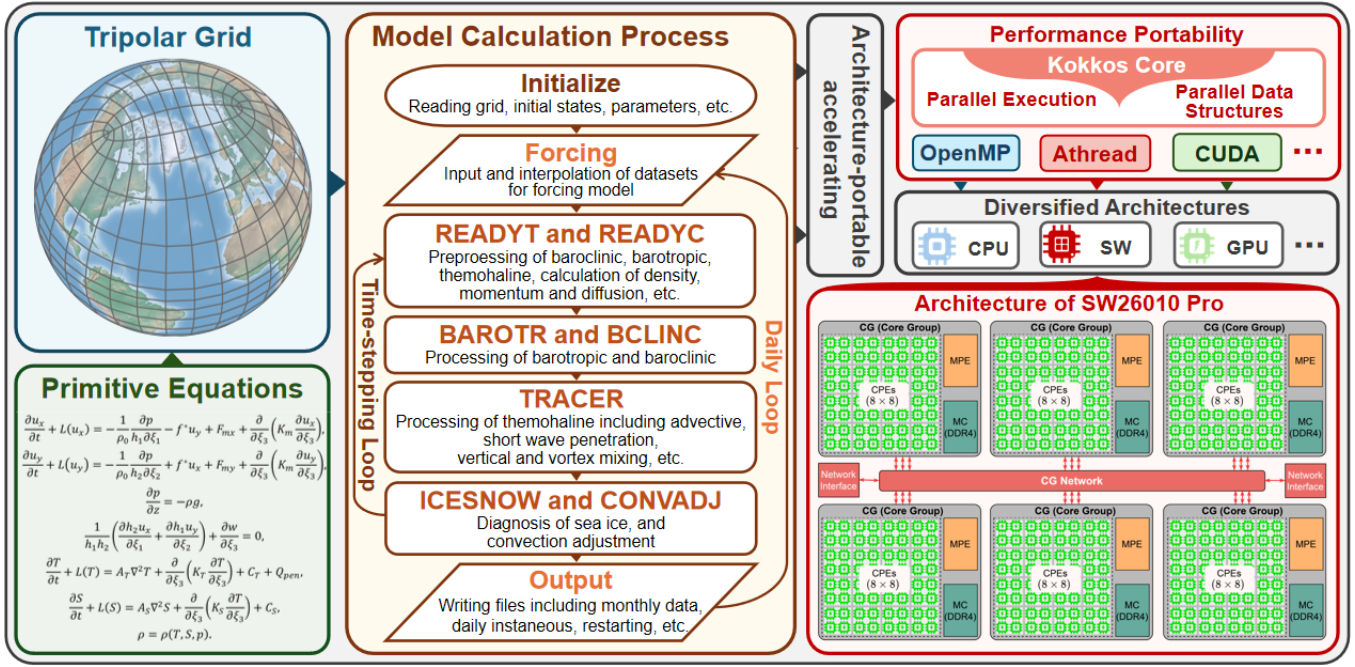 Tripolar Grid
Primitive Equations
∂u_x/∂t + L(u_x) = −(1/ρ_0) ∂p/(h_1∂ξ_1) − f*u_y + F_mx + ∂/∂ξ_3 (K_m ∂u_x/∂ξ_3),
∂u_y/∂t + L(u_y) = −(1/ρ_0) ∂p/(h_2∂ξ_2) + f*u_x + F_my + ∂/∂ξ_3 (K_m ∂u_y/∂ξ_3),
∂p/∂z = −ρg,
1/(h_1h_2) (∂h_2u_x/∂ξ_1 + ∂h_1u_y/∂ξ_2) + ∂w/∂ξ_3 = 0,
∂T/∂t + L(T) = A_T∇²T + ∂/∂ξ_3 (K_T ∂T/∂ξ_3) + C_T + Q_pen,
∂S/∂t + L(S) = A_S∇²S + ∂/∂ξ_3 (K_S ∂T/∂ξ_3) + C_S,
ρ = ρ(T, S, p).
Model Calculation Process
Initialize
Reading grid, initial states, parameters, etc.
Forcing
Input and interpolation of datasets
for forcing model
READYT and READYC
Preproessing of baroclinic, barotropic,
themohaline, calculation of density,
momentum and diffusion, etc.
BAROTR and BCLINC
Processing of barotropic and baroclinic
TRACER
Processing of themohaline including advective,
short wave penetration,
vertical and vortex mixing, etc.
ICESNOW and CONVADJ
Diagnosis of sea ice, and
convection adjustment
Output
Writing files including monthly data,
daily instaneous, restarting, etc.
Time-stepping Loop
Daily Loop
Architecture-portable
accelerating
Performance Portability
Kokkos Core
Parallel Execution
Parallel Data
Structures
OpenMP
Athread
CUDA
...
Diversified Architectures
CPU
SW
GPU
...
Architecture of SW26010 Pro
CG (Core Group)
CPEs
(8 × 8)
MPE
MC
(DDR4)
CG (Core Group)
CPEs
(8 × 8)
MPE
MC
(DDR4)
CG (Core Group)
CPEs
(8 × 8)
MPE
MC
(DDR4)
Network
Interface
CG Network
Network
Interface
CG (Core Group)
CPEs
(8 × 8)
MPE
MC
(DDR4)
CG (Core Group)
CPEs
(8 × 8)
MPE
MC
(DDR4)
CG (Core Group)
CPEs
(8 × 8)
MPE
MC
(DDR4)